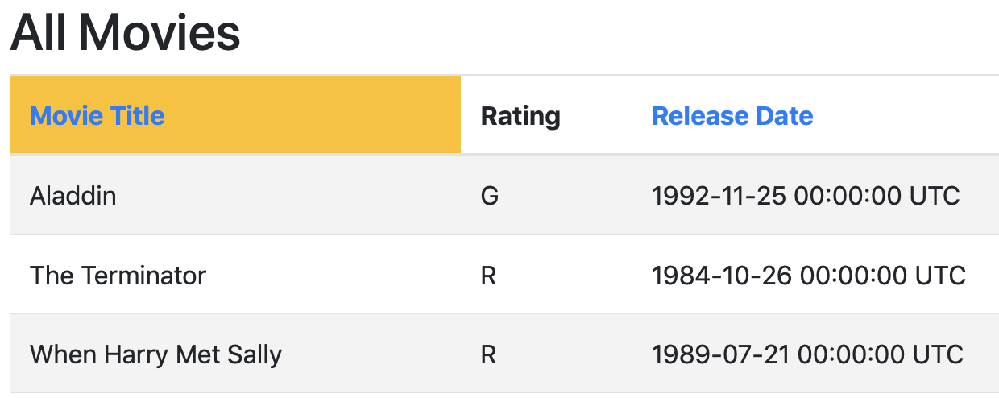 All Movies
Movie Title Rating Release Date
Aladdin G 1992-11-25 00:00:00 UTC
The Terminator R 1984-10-26 00:00:00 UTC
When Harry Met Sally R 1989-07-21 00:00:00 UTC